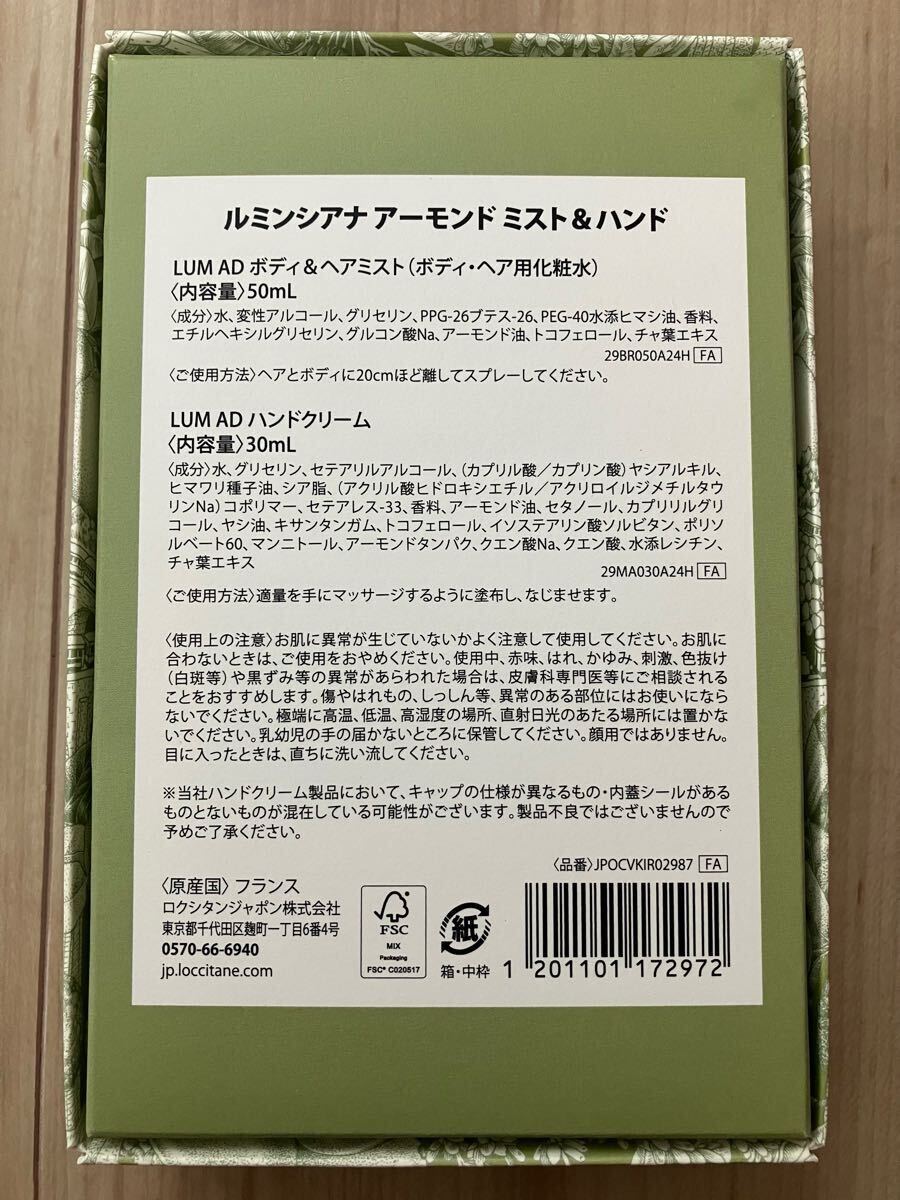 ルミンシアナ アーモンド ミスト&ハンド
LUM AD ボディ&ヘアミスト(ボディ・ヘア用化粧水)
〈内容量〉50mL
〈成分〉水、変性アルコール、グリセリン、PPG-26ブテス-26、PEG-40水添ヒマシ油、香料、
エチルヘキシルグリセリン、グルコン酸Na、アーモンド油、トコフェロール、チャ葉エキス
29BR050A24H FA
〈ご使用方法〉ヘアとボディに20cmほど離してスプレーしてください。
LUM AD ハンドクリーム
〈内容量〉30mL
〈成分〉水、グリセリン、セテアリルアルコール、(カプリル酸/カプリン酸)ヤシアルキル、
ヒマワリ種子油、シア脂、(アクリル酸ヒドロキシエチル/アクリロイルジメチルタウ
リンNa)コポリマー、セテアレス-33、香料、アーモンド油、セタノール、カプリリルグリ
コール、ヤシ油、キサンタンガム、トコフェロール、イソステアリン酸ソルビタン、ポリソ
ルベート60、マンニトール、アーモンドタンパク、クエン酸Na、クエン酸、水添レシチン、
チャ葉エキス
29MA030A24H FA
〈ご使用方法〉適量を手にマッサージするように塗布し、なじませます。
〈使用上の注意〉お肌に異常が生じていないかよく注意して使用してください。お肌に
合わないときは、ご使用をおやめください。使用中、赤味、はれ、かゆみ、刺激、色抜け
(白斑等)や黒ずみ等の異常があらわれた場合は、皮膚科専門医等にご相談される
ことをおすすめします。傷やはれもの、しっしん等、異常のある部位にはお使いになら
ないでください。極端に高温、低温、高湿度の場所、直射日光のあたる場所には置かな
いでください。乳幼児の手の届かないところに保管してください。顔用ではありません。
目に入ったときは、直ちに洗い流してください。
※当社ハンドクリーム製品において、キャップの仕様が異なるもの・内蓋シールがある
ものとないものが混在している可能性がございます。製品不良ではございませんので
予めご了承ください。
〈品番〉JPOCVKIR02987 FA
〈原産国〉フランス
ロクシタンジャポン株式会社
東京都千代田区麹町一丁目6番4号
0570-66-6940
jp.loccitane.com
FSC
MIX
Packaging
FSC® C020517
紙
箱・中枠
1 201101 172972